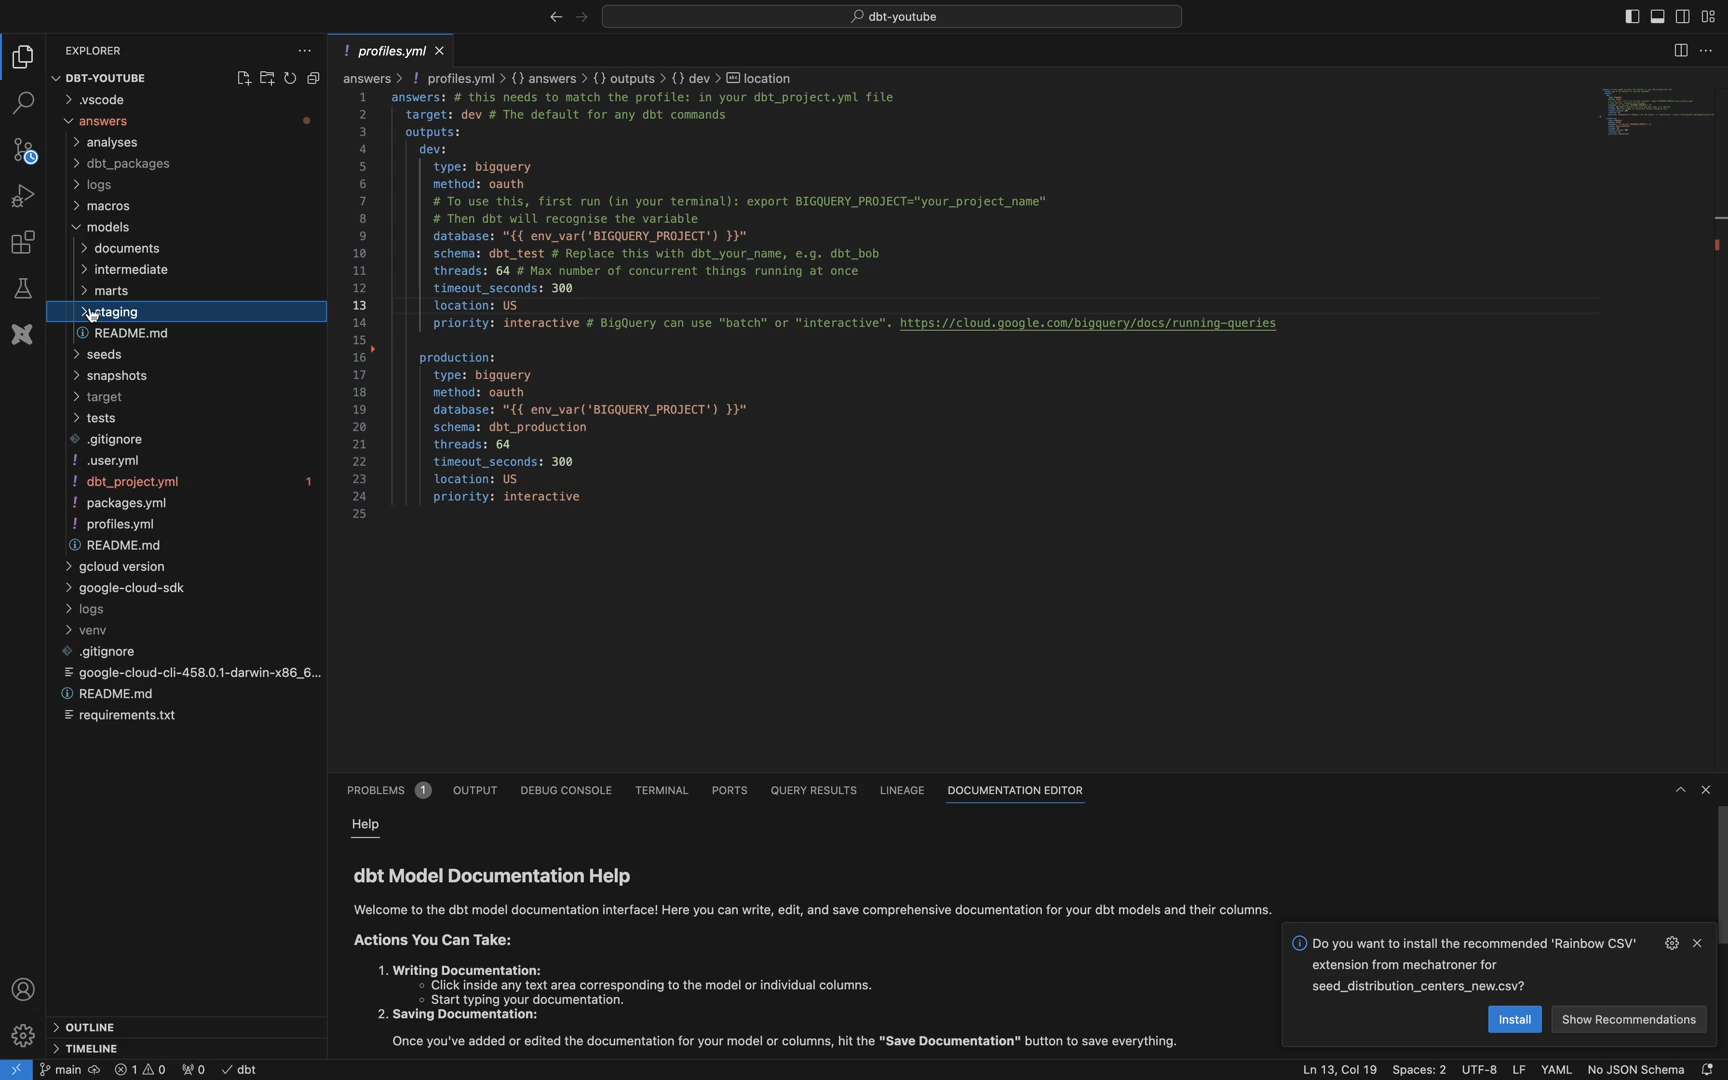 dbt-youtube
EXPLORER
DBT-YOUTUBE
.vscode
answers
analyses
dbt_packages
logs
macros
models
documents
intermediate
marts
staging
README.md
seeds
snapshots
target
tests
.gitignore
.user.yml
dbt_project.yml 1
packages.yml
profiles.yml
README.md
gcloud version
google-cloud-sdk
logs
venv
.gitignore
google-cloud-cli-458.0.1-darwin-x86_6...
README.md
requirements.txt
OUTLINE
TIMELINE
! profiles.yml
answers > ! profiles.yml > {} answers > {} outputs > {} dev > location
1 answers: # this needs to match the profile: in your dbt_project.yml file
2 target: dev # The default for any dbt commands
3 outputs:
4 dev:
5 type: bigquery
6 method: oauth
7 # To use this, first run (in your terminal): export BIGQUERY_PROJECT="your_project_name"
8 # Then dbt will recognise the variable
9 database: "{{ env_var('BIGQUERY_PROJECT') }}"
10 schema: dbt_test # Replace this with dbt_your_name, e.g. dbt_bob
11 threads: 64 # Max number of concurrent things running at once
12 timeout_seconds: 300
13 location: US
14 priority: interactive # BigQuery can use "batch" or "interactive". https://cloud.google.com/bigquery/docs/running-queries
15
16 production:
17 type: bigquery
18 method: oauth
19 database: "{{ env_var('BIGQUERY_PROJECT') }}"
20 schema: dbt_production
21 threads: 64
22 timeout_seconds: 300
23 location: US
24 priority: interactive
25
PROBLEMS 1 OUTPUT DEBUG CONSOLE TERMINAL PORTS QUERY RESULTS LINEAGE DOCUMENTATION EDITOR
Help
dbt Model Documentation Help
Welcome to the dbt model documentation interface! Here you can write, edit, and save comprehensive documentation for your dbt models and their columns.
Actions You Can Take:
1. Writing Documentation:
Click inside any text area corresponding to the model or individual columns.
Start typing your documentation.
2. Saving Documentation:
Once you've added or edited the documentation for your model or columns, hit the "Save Documentation" button to save everything.
Do you want to install the recommended 'Rainbow CSV'
extension from mechatroner for
seed_distribution_centers_new.csv?
Install Show Recommendations
main 1 0 0 dbt Ln 13, Col 19 Spaces: 2 UTF-8 LF YAML No JSON Schema